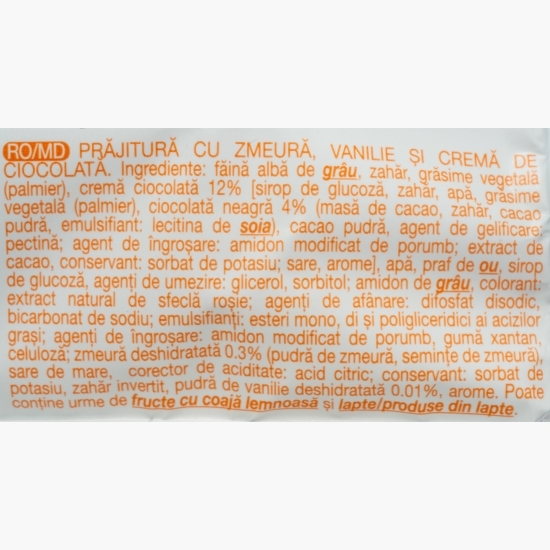 RO/MD PRĂJITURĂ CU ZMEURĂ, VANILIE ȘI CREMĂ DE
CIOCOLATĂ. Ingrediente: făină albă de grâu, zahăr, grăsime vegetală
(palmier), cremă ciocolată 12% [sirop de glucoză, zahăr, apă, grăsime
vegetală (palmier), ciocolată neagră 4% (masă de cacao, zahăr, cacao
pudră, emulsifiant: lecitina de soia), cacao pudră, agent de gelificare:
pectină; agent de îngroșare: amidon modificat de porumb; extract de
cacao, conservant: sorbat de potasiu; sare, arome], apă, praf de ou, sirop
de glucoză, agenți de umezire: glicerol, sorbitol; amidon de grâu, colorant:
extract natural de sfeclă roșie; agenți de afânare: difosfat disodic,
bicarbonat de sodiu; emulsifianți: esteri mono, di și poligliceridici ai acizilor
grași; agenți de îngroșare: amidon modificat de porumb, gumă xantan,
celuloză; zmeură deshidratată 0.3% (pudră de zmeură, semințe de zmeură),
sare de mare, corector de aciditate: acid citric; conservant: sorbat de
potasiu, zahăr invertit, pudră de vanilie deshidratată 0.01%, arome. Poate
conține urme de fructe cu coajă lemnoasă și lapte/produse din lapte.